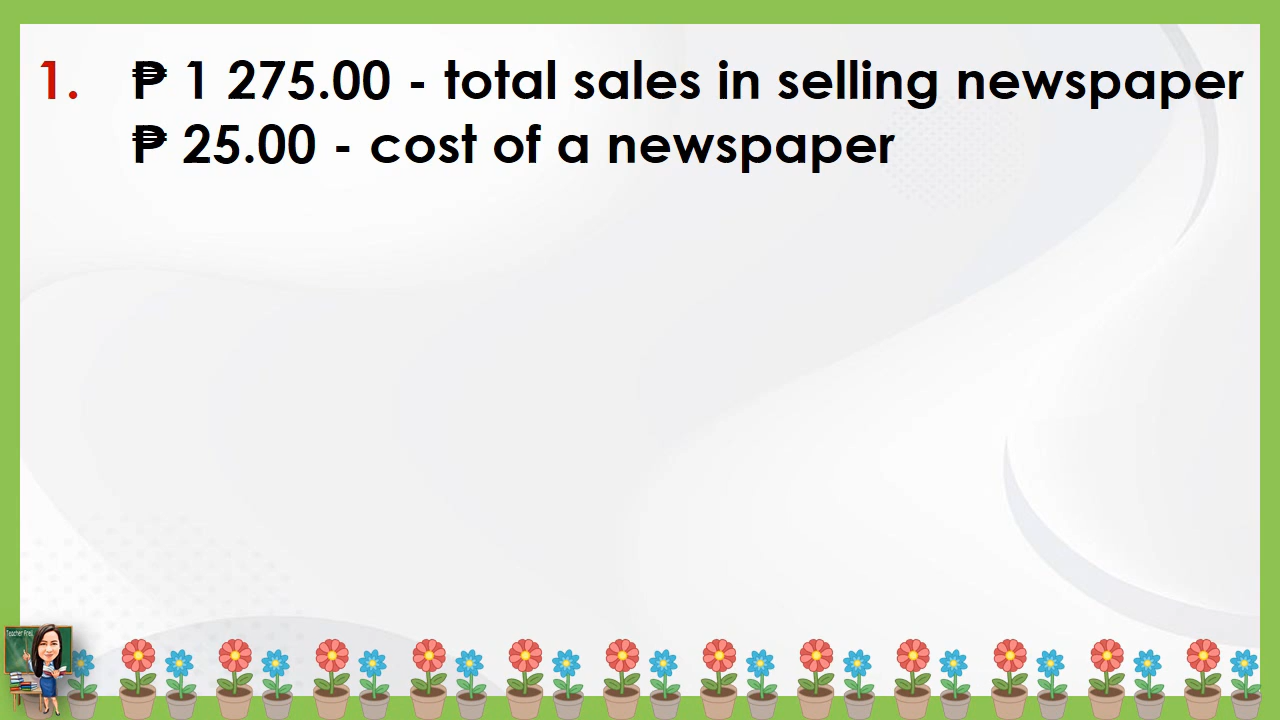 1. ₱ 1 275.00 - total sales in selling newspaper
₱ 25.00 - cost of a newspaper